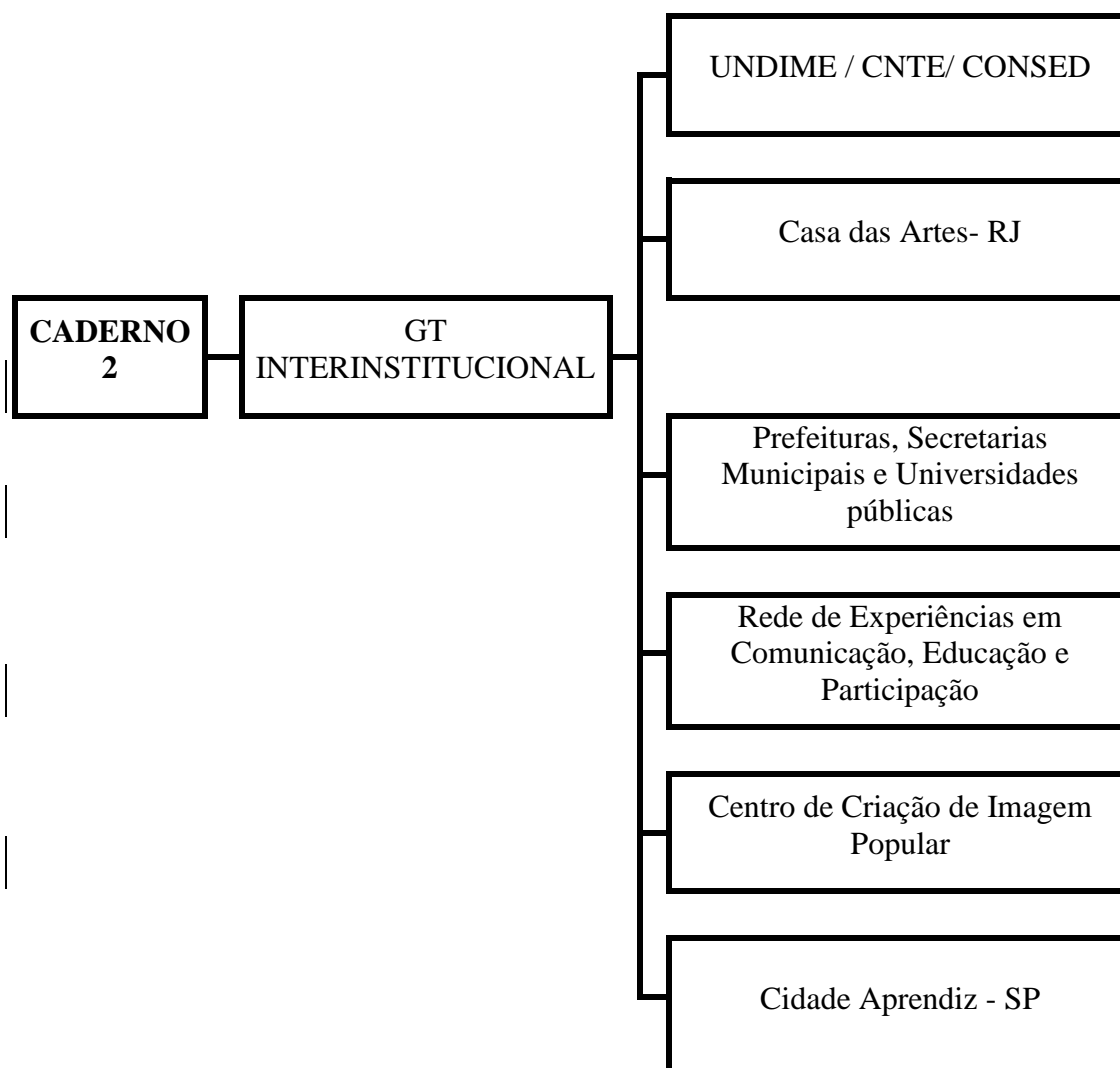 UNDIME / CNTE/ CONSED
Casa das Artes- RJ
CADERNO
2
GT
INTERINSTITUCIONAL
Prefeituras, Secretarias
Municipais e Universidades
públicas
Rede de Experiências em
Comunicação, Educação e
Participação
Centro de Criação de Imagem
Popular
Cidade Aprendiz - SP